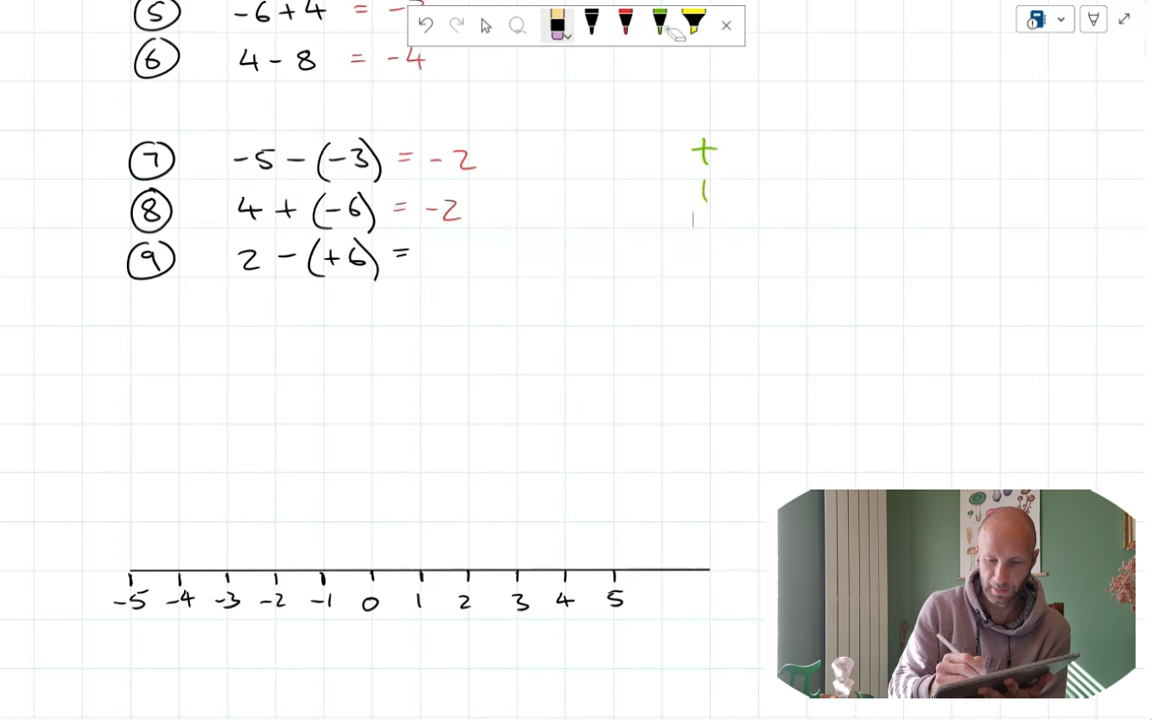 ⑤ -6+4 = -
⑥ 4-8 = -4
⑦ -5-(-3) = -2
⑧ 4+(-6) = -2
⑨ 2-(+6) =
+
-5 -4 -3 -2 -1 0 1 2 3 4 5